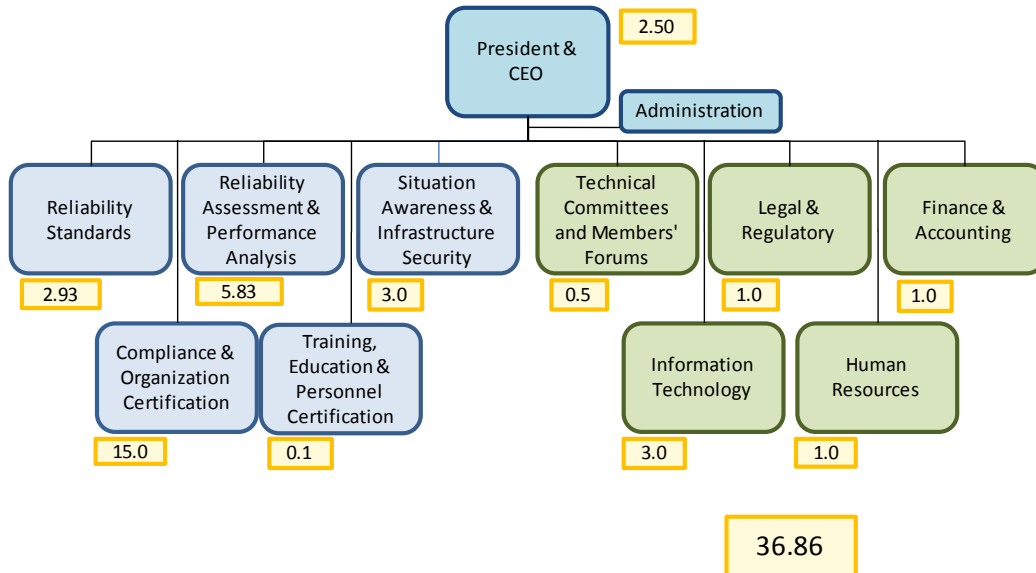 President &
CEO
2.50
Administration
Reliability
Standards
2.93
Reliability
Assessment &
Performance
Analysis
5.83
Situation
Awareness &
Infrastructure
Security
3.0
Technical
Committees
and Members'
Forums
0.5
Legal &
Regulatory
1.0
Finance &
Accounting
1.0
Compliance &
Organization
Certification
15.0
Training,
Education &
Personnel
Certification
0.1
Information
Technology
3.0
Human
Resources
1.0
36.86